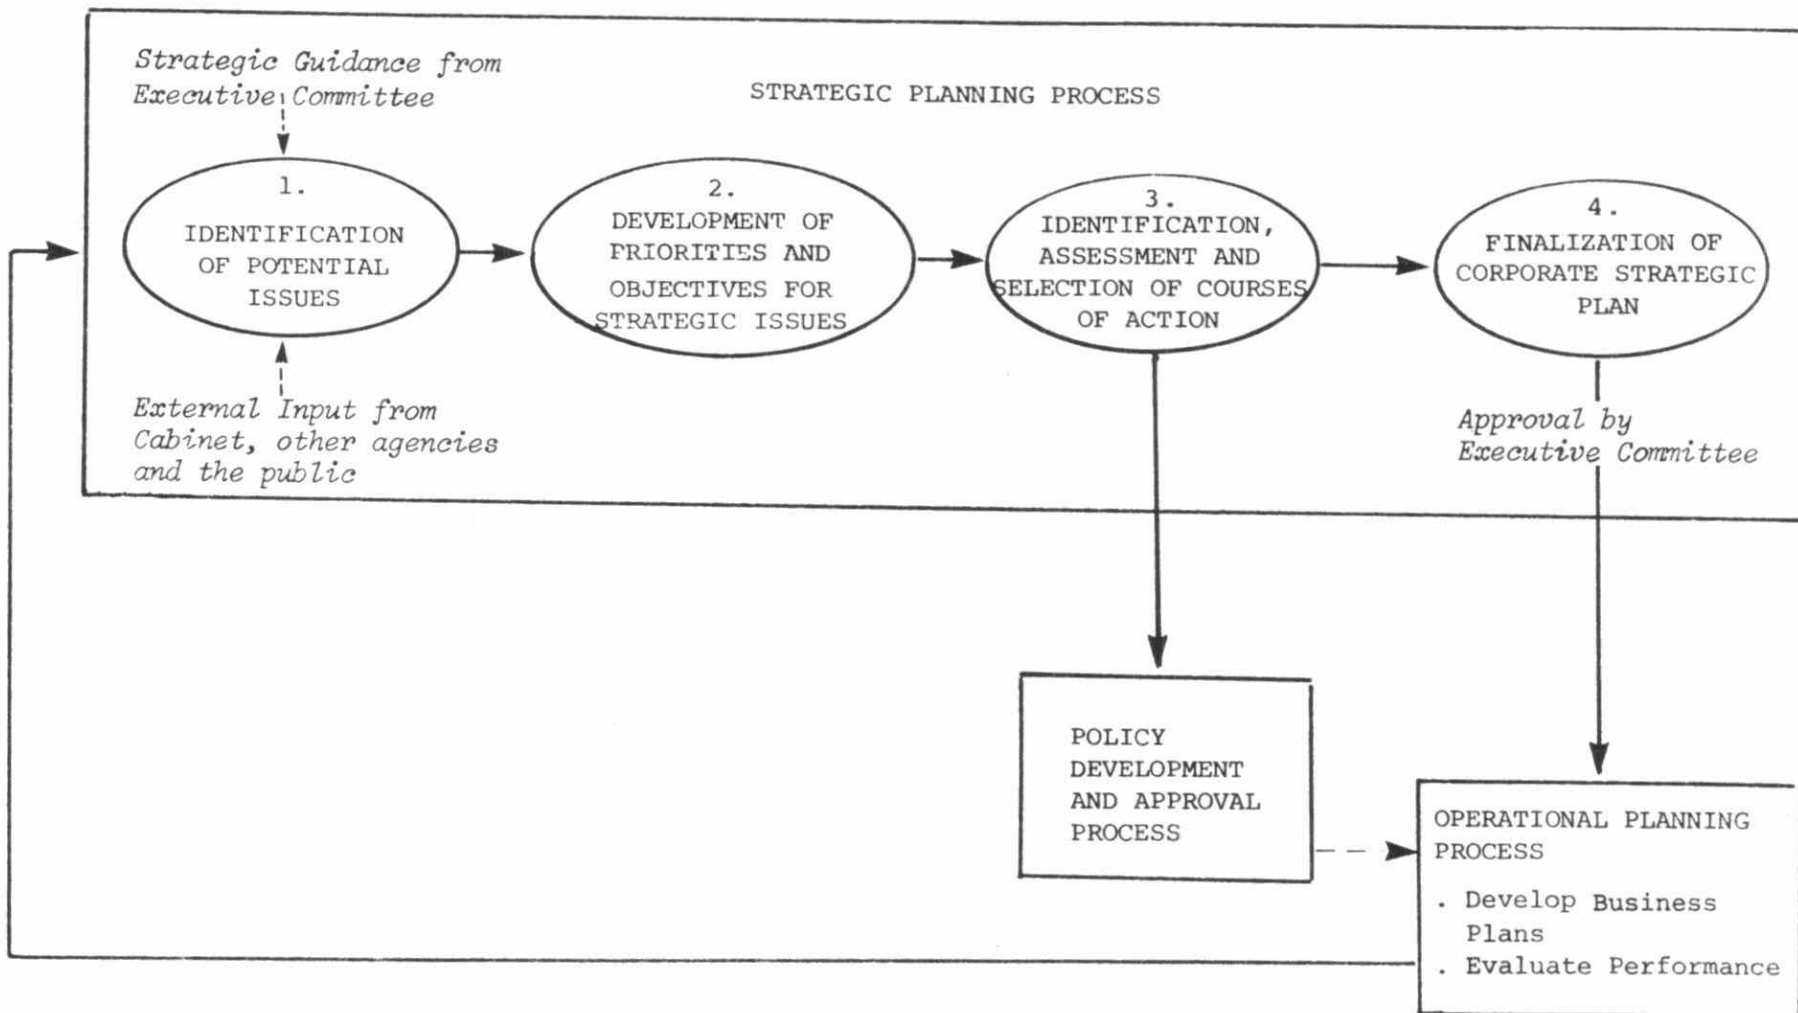 Strategic Guidance from
Executive Committee
STRATEGIC PLANNING PROCESS
1.
IDENTIFICATION
OF POTENTIAL
ISSUES
2.
DEVELOPMENT OF
PRIORITIES AND
OBJECTIVES FOR
STRATEGIC ISSUES
3.
IDENTIFICATION,
ASSESSMENT AND
SELECTION OF COURSES
OF ACTION
4.
FINALIZATION OF
CORPORATE STRATEGIC
PLAN
External Input from
Cabinet, other agencies
and the public
Approval by
Executive Committee
POLICY
DEVELOPMENT
AND APPROVAL
PROCESS
OPERATIONAL PLANNING
PROCESS
. Develop Business
Plans
. Evaluate Performance